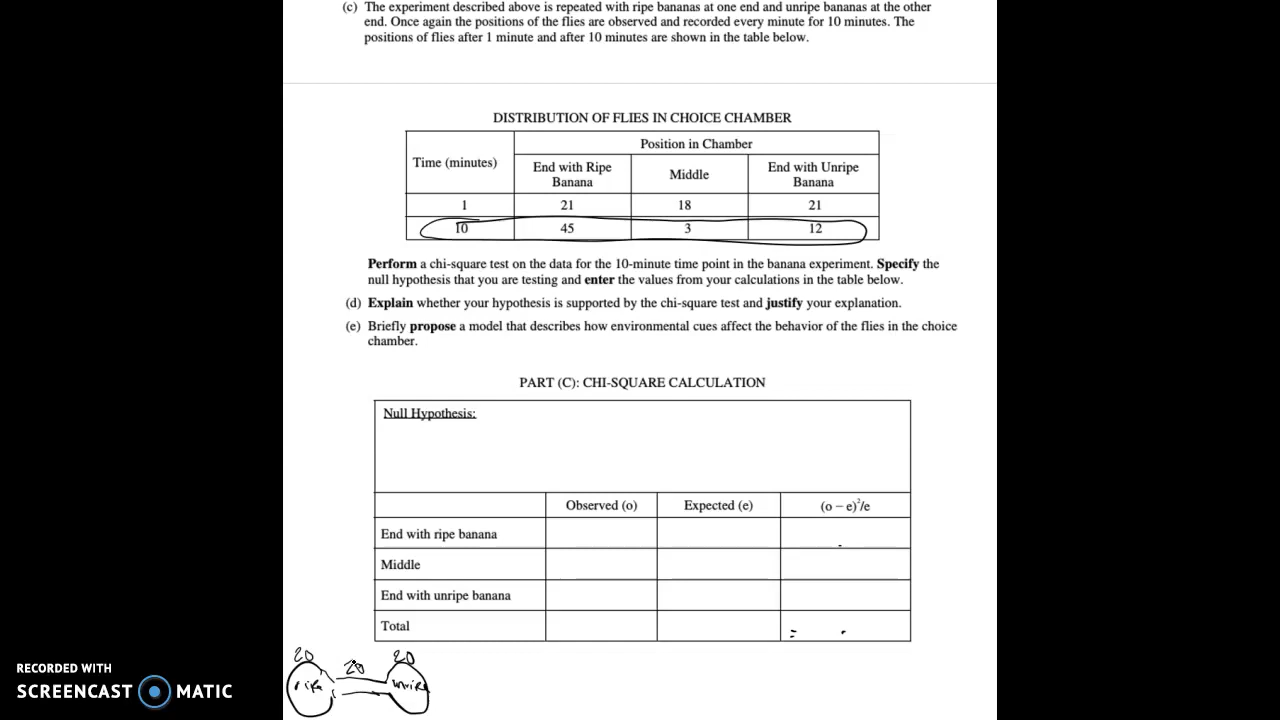 (c) The experiment described above is repeated with ripe bananas at one end and unripe bananas at the other
end. Once again the positions of the flies are observed and recorded every minute for 10 minutes. The
positions of flies after 1 minute and after 10 minutes are shown in the table below.
DISTRIBUTION OF FLIES IN CHOICE CHAMBER
Time (minutes)
Position in Chamber
End with Ripe
Banana
Middle
End with Unripe
Banana
1 21 18 21
10 45 3 12
Perform a chi-square test on the data for the 10-minute time point in the banana experiment. Specify the
null hypothesis that you are testing and enter the values from your calculations in the table below.
(d) Explain whether your hypothesis is supported by the chi-square test and justify your explanation.
(e) Briefly propose a model that describes how environmental cues affect the behavior of the flies in the choice
chamber.
PART (C): CHI-SQUARE CALCULATION
Null Hypothesis:
Observed (o) Expected (e) (o – e)²/e
End with ripe banana
Middle
End with unripe banana
Total =
20 20 20
ripe unripe
RECORDED WITH
SCREENCAST MATIC